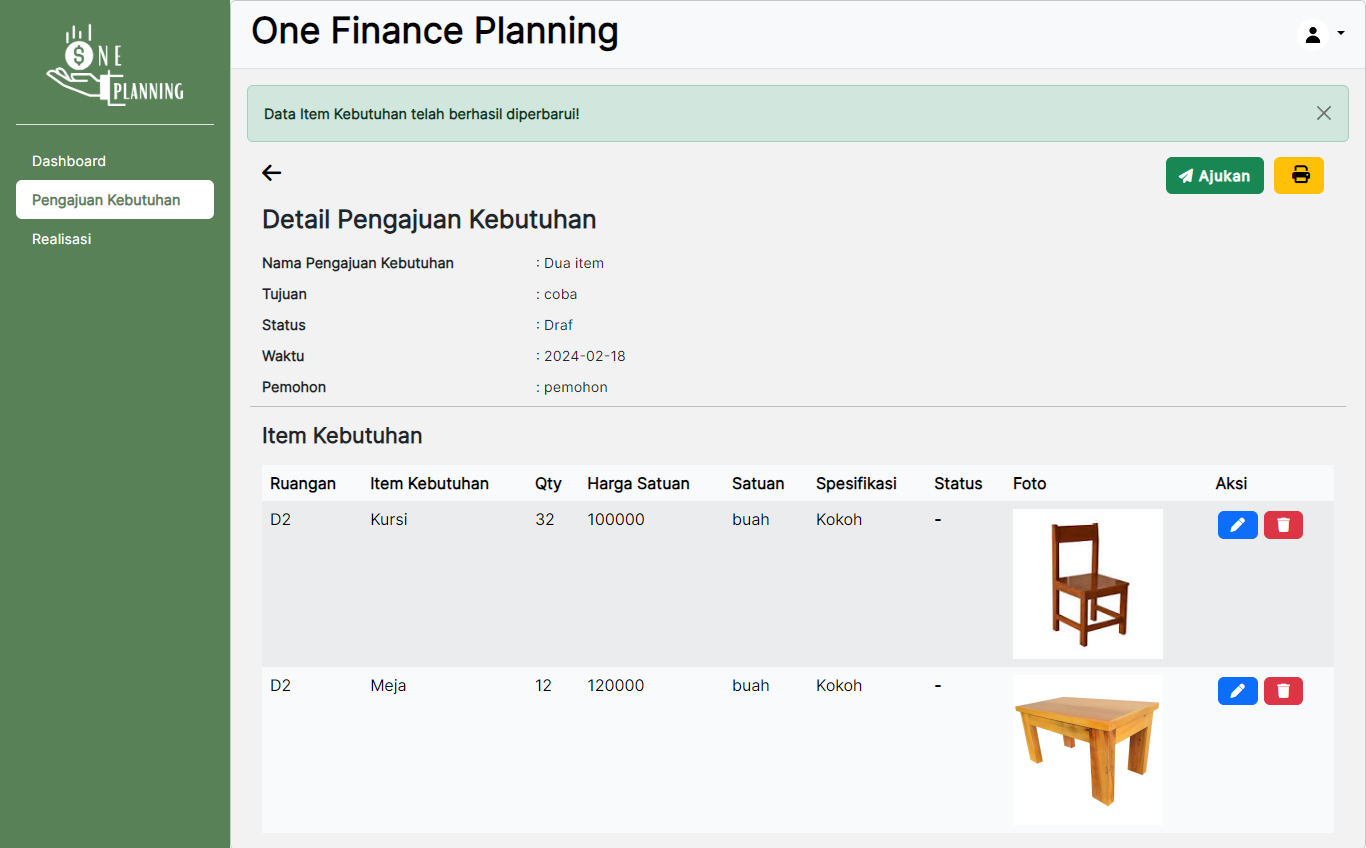 $NE
PLANNING
One Finance Planning
Dashboard
Pengajuan Kebutuhan
Realisasi
Data Item Kebutuhan telah berhasil diperbarui!
Ajukan
Detail Pengajuan Kebutuhan
Nama Pengajuan Kebutuhan : Dua item
Tujuan : coba
Status : Draf
Waktu : 2024-02-18
Pemohon : pemohon
Item Kebutuhan
Ruangan Item Kebutuhan Qty Harga Satuan Satuan Spesifikasi Status Foto Aksi
D2 Kursi 32 100000 buah Kokoh -
D2 Meja 12 120000 buah Kokoh -